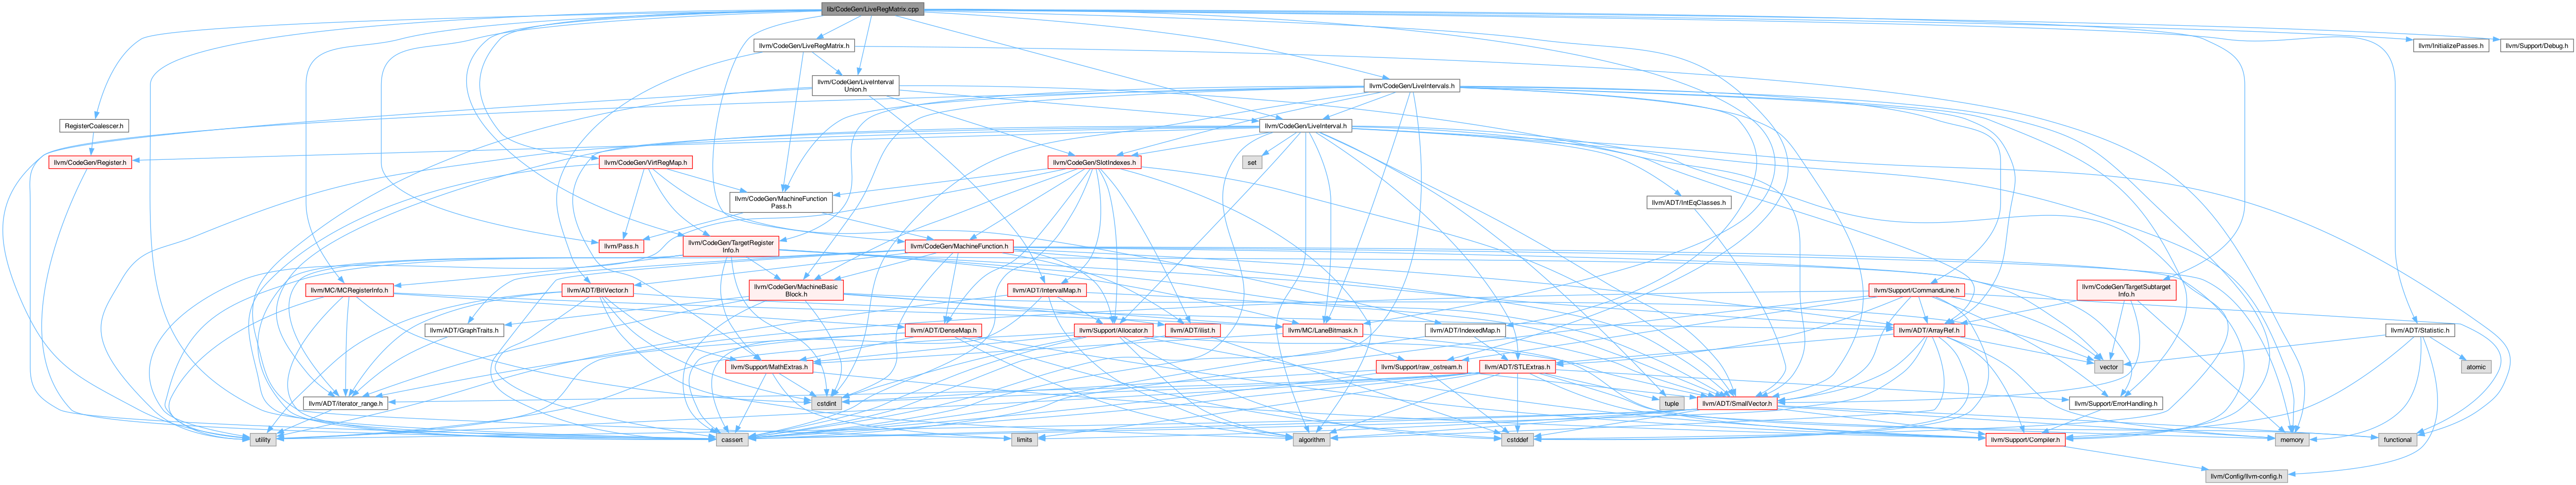 lib/CodeGen/LiveRegMatrix.cpp
llvm/CodeGen/LiveRegMatrix.h
llvm/InitializePasses.h
llvm/Support/Debug.h
llvm/CodeGen/LiveInterval
Union.h
llvm/CodeGen/LiveIntervals.h
RegisterCoalescer.h
llvm/CodeGen/LiveInterval.h
llvm/CodeGen/Register.h
llvm/CodeGen/VirtRegMap.h
llvm/CodeGen/SlotIndexes.h
set
llvm/CodeGen/MachineFunction
Pass.h
llvm/ADT/IntEqClasses.h
llvm/Pass.h
llvm/CodeGen/TargetRegister
Info.h
llvm/CodeGen/MachineFunction.h
llvm/MC/MCRegisterInfo.h
llvm/ADT/BitVector.h
llvm/CodeGen/MachineBasic
Block.h
llvm/ADT/IntervalMap.h
llvm/Support/CommandLine.h
llvm/CodeGen/TargetSubtarget
Info.h
llvm/ADT/GraphTraits.h
llvm/ADT/DenseMap.h
llvm/Support/Allocator.h
llvm/ADT/ilist.h
llvm/MC/LaneBitmask.h
llvm/ADT/IndexedMap.h
llvm/ADT/ArrayRef.h
llvm/ADT/Statistic.h
llvm/Support/MathExtras.h
llvm/Support/raw_ostream.h
llvm/ADT/STLExtras.h
vector
atomic
llvm/ADT/iterator_range.h
cstdint
tuple
llvm/ADT/SmallVector.h
llvm/Support/ErrorHandling.h
utility
cassert
limits
algorithm
cstddef
llvm/Support/Compiler.h
memory
functional
llvm/Config/llvm-config.h